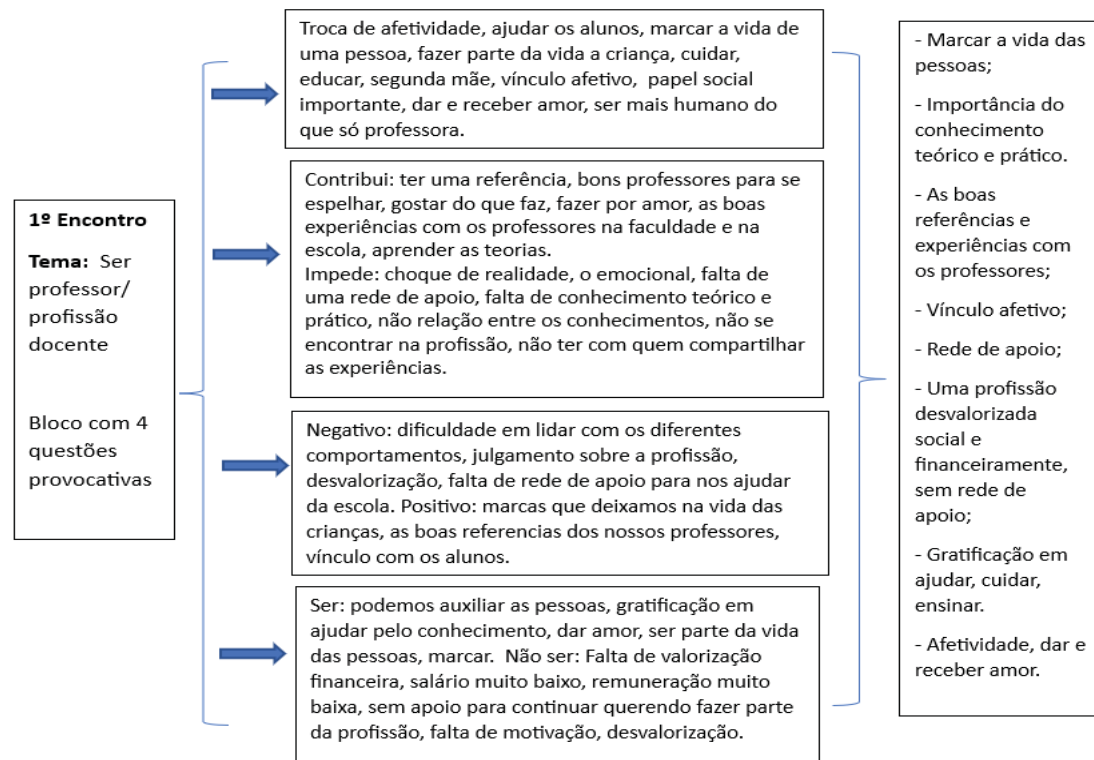 1º Encontro
Tema: Ser
professor/
profissão
docente
Bloco com 4
questões
provocativas
Troca de afetividade, ajudar os alunos, marcar a vida de
uma pessoa, fazer parte da vida a criança, cuidar,
educar, segunda mãe, vínculo afetivo, papel social
importante, dar e receber amor, ser mais humano do
que só professora.
Contribui: ter uma referência, bons professores para se
espelhar, gostar do que faz, fazer por amor, as boas
experiências com os professores na faculdade e na
escola, aprender as teorias.
Impede: choque de realidade, o emocional, falta de
uma rede de apoio, falta de conhecimento teórico e
prático, não relação entre os conhecimentos, não se
encontrar na profissão, não ter com quem compartilhar
as experiências.
Negativo: dificuldade em lidar com os diferentes
comportamentos, julgamento sobre a profissão,
desvalorização, falta de rede de apoio para nos ajudar
da escola. Positivo: marcas que deixamos na vida das
crianças, as boas referencias dos nossos professores,
vínculo com os alunos.
Ser: podemos auxiliar as pessoas, gratificação em
ajudar pelo conhecimento, dar amor, ser parte da vida
das pessoas, marcar. Não ser: Falta de valorização
financeira, salário muito baixo, remuneração muito
baixa, sem apoio para continuar querendo fazer parte
da profissão, falta de motivação, desvalorização.
- Marcar a vida das
pessoas;
- Importância do
conhecimento
teórico e prático.
- As boas
referências e
experiências com
os professores;
- Vínculo afetivo;
- Rede de apoio;
- Uma profissão
desvalorizada
social e
financeiramente,
sem rede de
apoio;
- Gratificação em
ajudar, cuidar,
ensinar.
- Afetividade, dar e
receber amor.